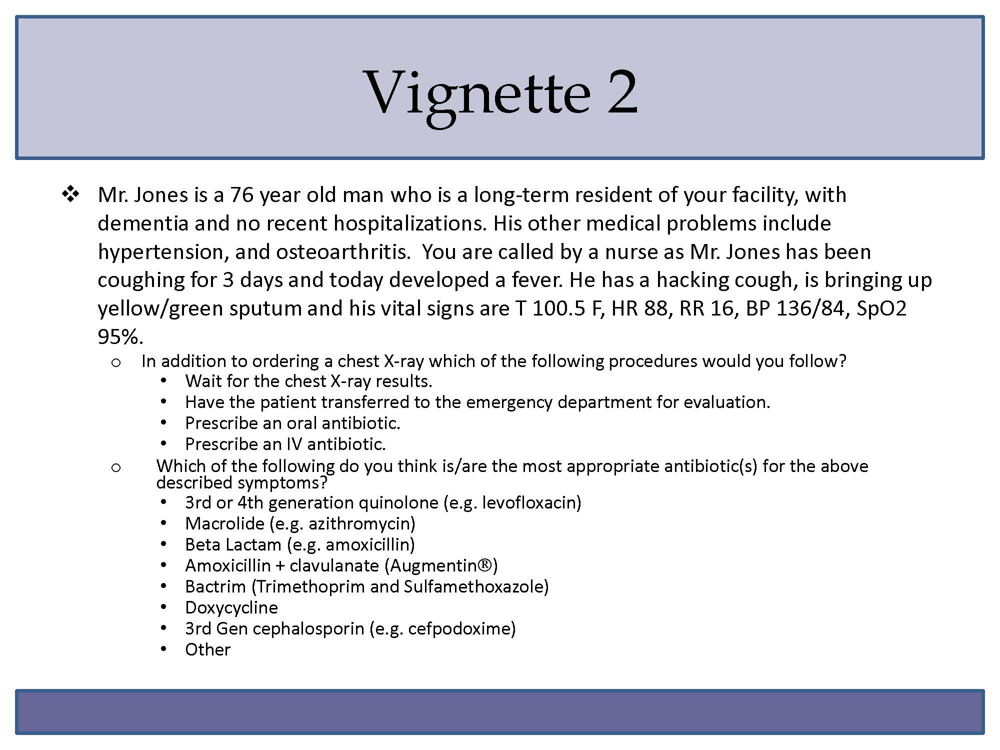 Vignette 2
❖ Mr. Jones is a 76 year old man who is a long-term resident of your facility, with
dementia and no recent hospitalizations. His other medical problems include
hypertension, and osteoarthritis.  You are called by a nurse as Mr. Jones has been
coughing for 3 days and today developed a fever. He has a hacking cough, is bringing up
yellow/green sputum and his vital signs are T 100.5 F, HR 88, RR 16, BP 136/84, SpO2
95%.
o In addition to ordering a chest X-ray which of the following procedures would you follow?
• Wait for the chest X-ray results.
• Have the patient transferred to the emergency department for evaluation.
• Prescribe an oral antibiotic.
• Prescribe an IV antibiotic.
o Which of the following do you think is/are the most appropriate antibiotic(s) for the above
described symptoms?
• 3rd or 4th generation quinolone (e.g. levofloxacin)
• Macrolide (e.g. azithromycin)
• Beta Lactam (e.g. amoxicillin)
• Amoxicillin + clavulanate (Augmentin®)
• Bactrim (Trimethoprim and Sulfamethoxazole)
• Doxycycline
• 3rd Gen cephalosporin (e.g. cefpodoxime)
• Other